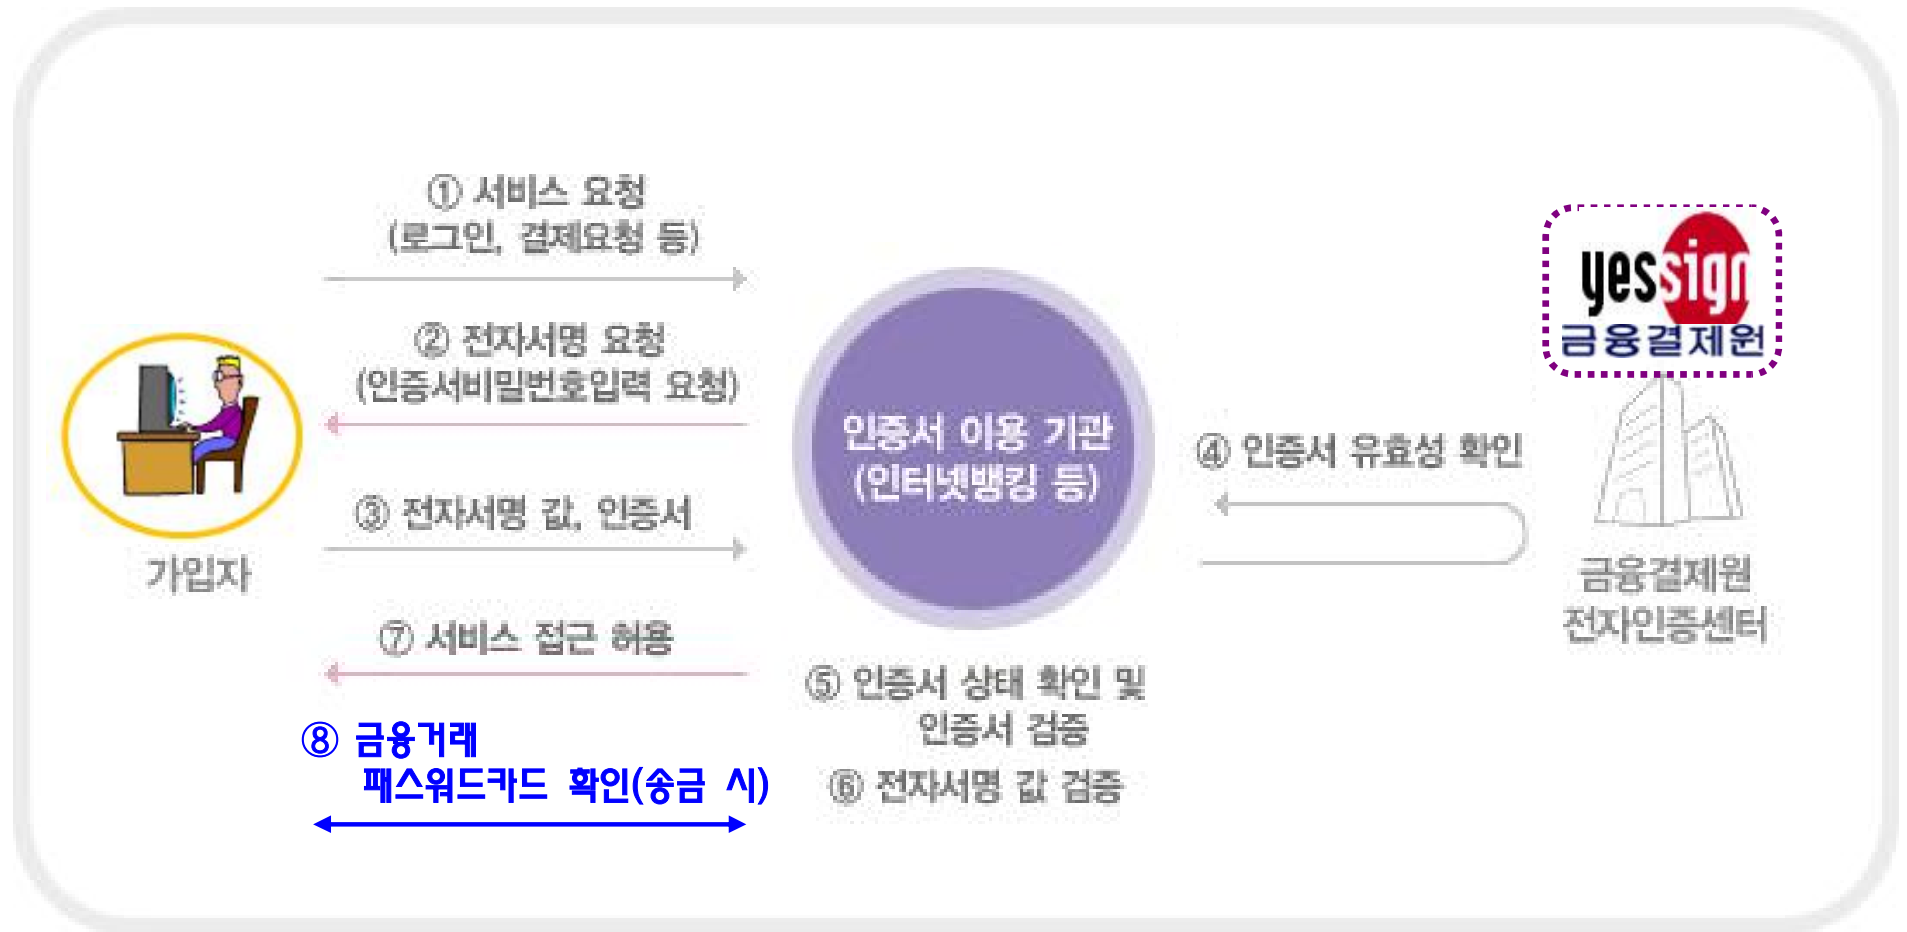 ① 서비스 요청
(로그인, 결제요청 등)
② 전자서명 요청
(인증서비밀번호입력 요청)
③ 전자서명 값, 인증서
⑦ 서비스 접근 허용
⑧ 금융거래
패스워드카드 확인(송금 시)
가입자
인증서 이용 기관
(인터넷뱅킹 등)
⑤ 인증서 상태 확인 및
인증서 검증
⑥ 전자서명 값 검증
④ 인증서 유효성 확인
yessign
금융결제원
금융결제원
전자인증센터